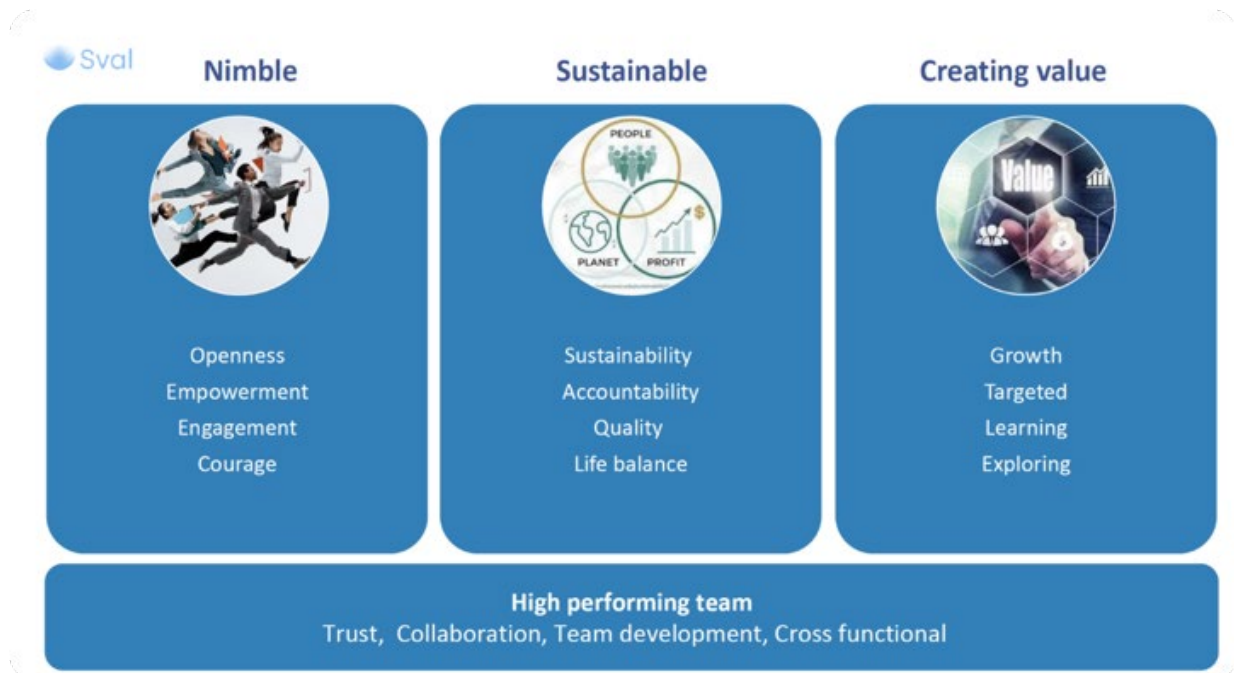 Sval
Nimble
Sustainable
Creating value
PEOPLE
PLANET
PROFIT
$
Value
Openness
Empowerment
Engagement
Courage
Sustainability
Accountability
Quality
Life balance
Growth
Targeted
Learning
Exploring
High performing team
Trust, Collaboration, Team development, Cross functional